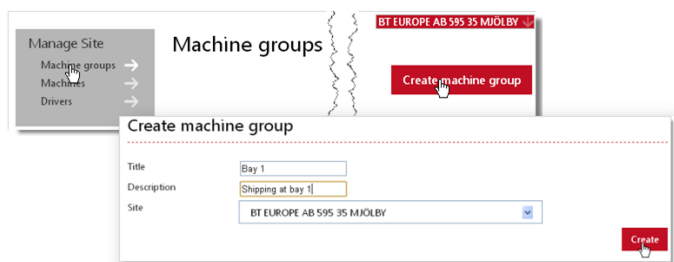 BT EUROPE AB 595 35 MJÖLBY
Manage Site
Machine groups
Machines
Drivers
Machine groups
Create machine group
Create machine group
Title
Bay 1
Description
Shipping at bay 1
Site
BT EUROPE AB 595 35 MJÖLBY
Create